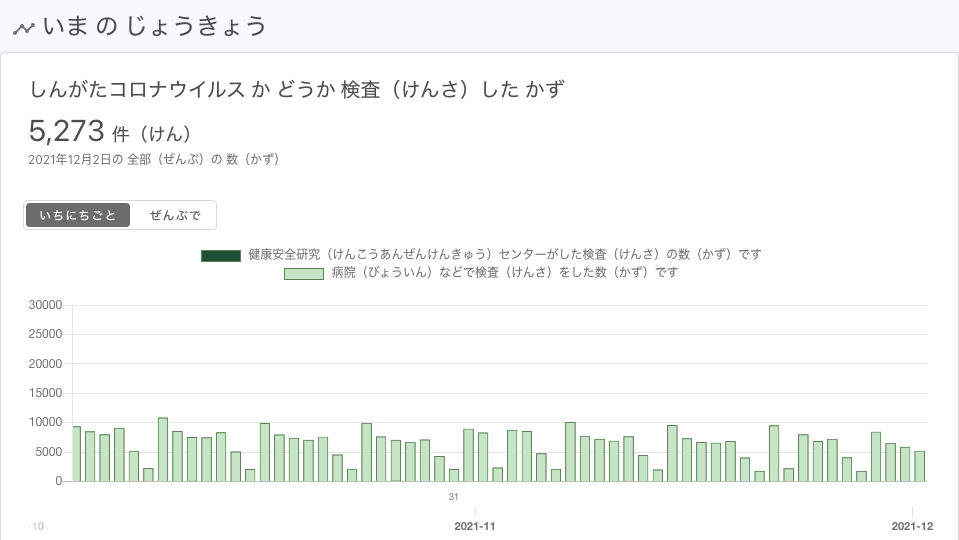 いま の じょうきょう
しんがたコロナウイルス か どうか 検査（けんさ）した かず
5,273 件（けん）
2021年12月2日の 全部（ぜんぶ）の 数（かず）
いちにちごと ぜんぶで
健康安全研究（けんこうあんぜんけんきゅう）センターがした検査（けんさ）の数（かず）です
病院（びょういん）などで検査（けんさ）をした数（かず）です
30000
25000
20000
15000
10000
5000
0
31
-10 2021-11 2021-12